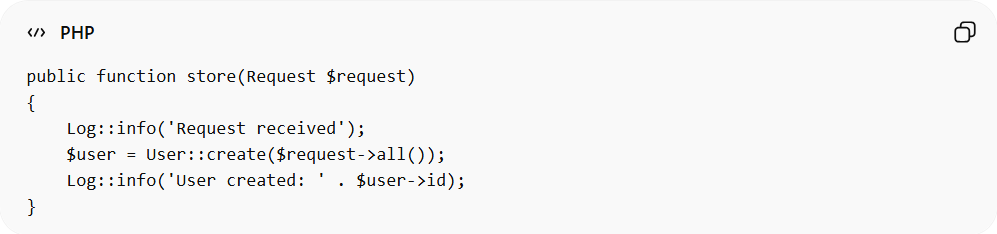 </> PHP
public function store(Request $request)
{
    Log::info('Request received');
    $user = User::create($request->all());
    Log::info('User created: ' . $user->id);
}